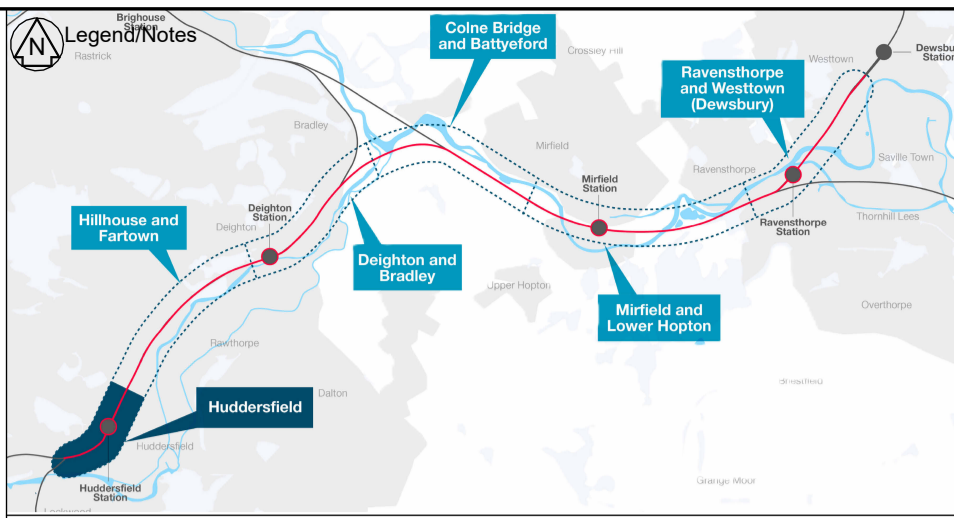 Brighouse
Station
N
Legend/Notes
Rastrick
Colne Bridge
and Battyeford
Crossley Hill
Westtown
Dewsbu
Station
Ravensthorpe
and Westtown
(Dewsbury)
Bradley
Mirfield
Ravensthorpe
Saville Town
Mirfield
Station
Hillhouse and
Fartown
Deighton
Station
Deighton
Ravensthorpe
Station
Thornhill Lees
Deighton and
Bradley
Upper Hopton
Mirfield and
Lower Hopton
Overthorpe
Rawthorpe
Dalton
Huddersfield
Huddersfield
Huddersfield
Station
Grange Moor
Lockwood